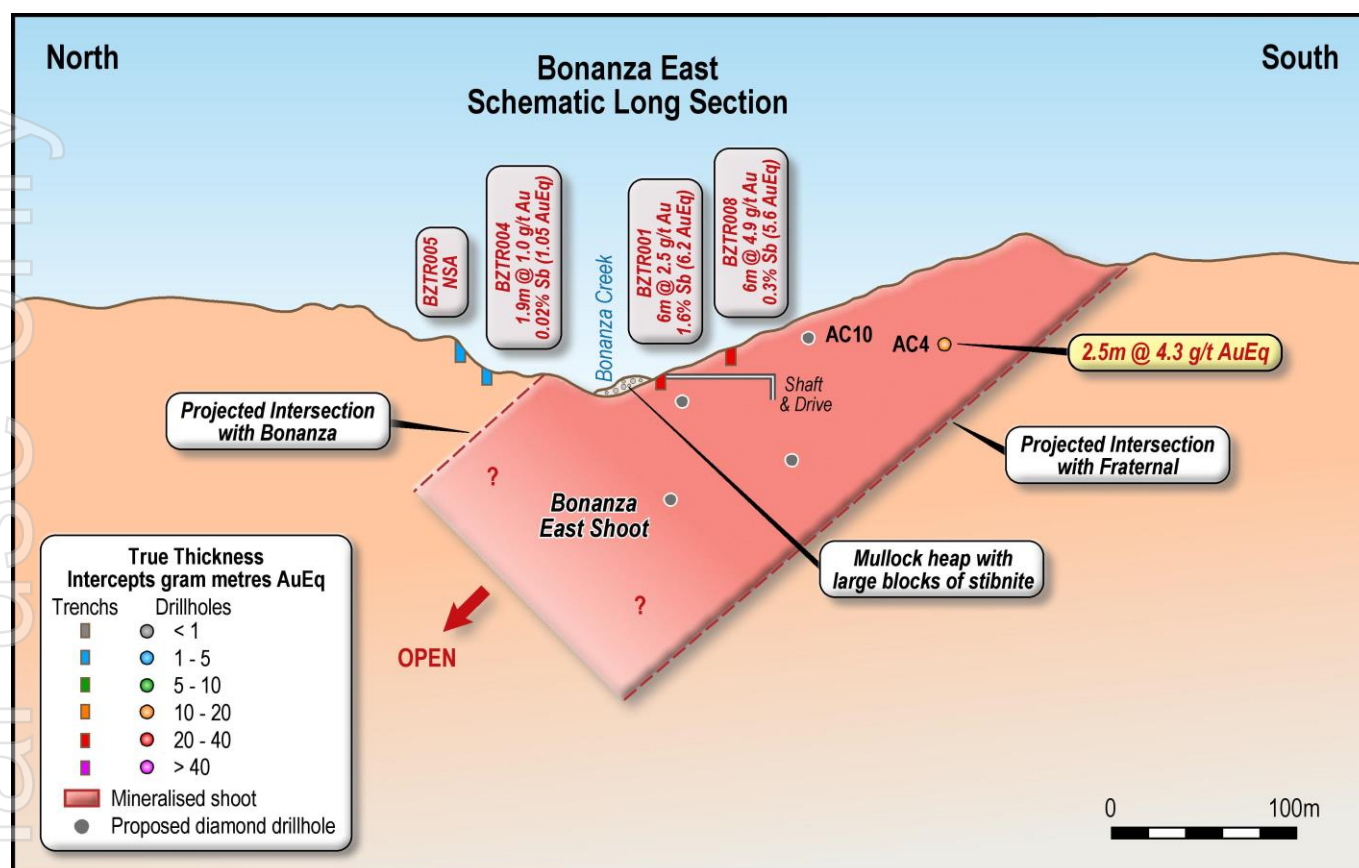 North
South
Bonanza East
Schematic Long Section
BZTR005
NSA
BZTR004
1.9m @ 1.0 g/t Au
0.02% Sb (1.05 AuEq)
Bonanza Creek
BZTR001
6m @ 2.5 g/t Au
1.6% Sb (6.2 AuEq)
BZTR008
6m @ 4.9 g/t Au
0.3% Sb (5.6 AuEq)
AC10
AC4
2.5m @ 4.3 g/t AuEq
Shaft
& Drive
Projected Intersection
with Bonanza
Projected Intersection
with Fraternal
?
Bonanza
East Shoot
?
Mullock heap with
large blocks of stibnite
OPEN
True Thickness
Intercepts gram metres AuEq
Trenchs Drillholes
< 1
1 - 5
5 - 10
10 - 20
20 - 40
> 40
Mineralised shoot
Proposed diamond drillhole
0 100m